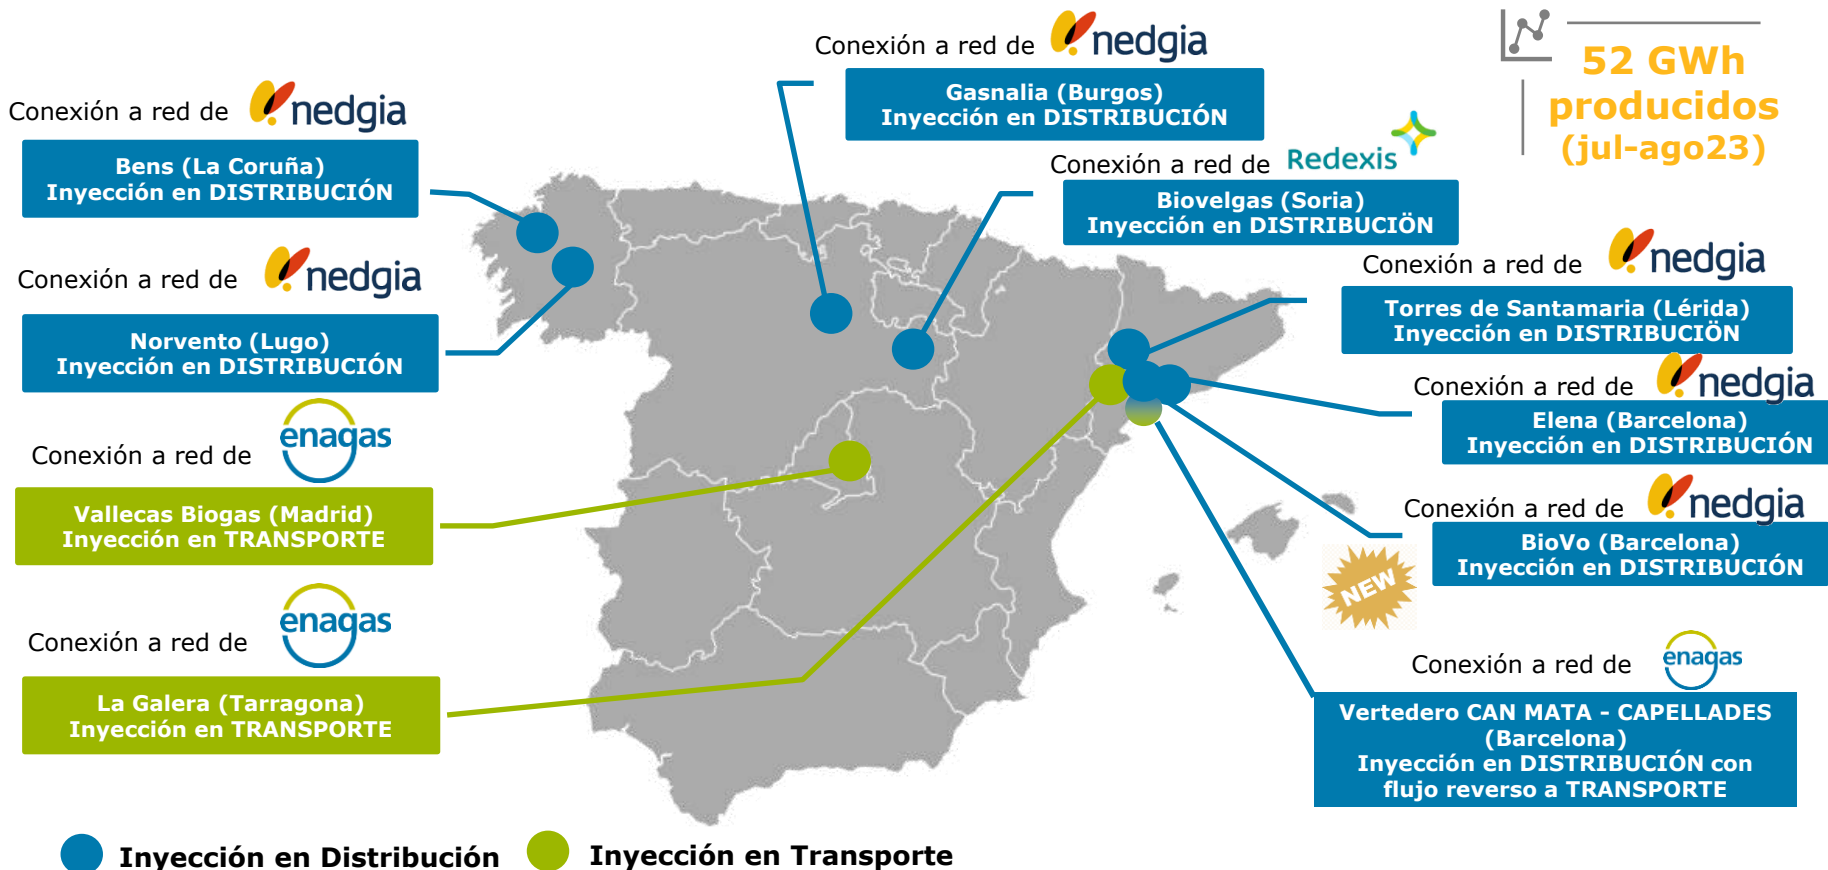 Conexión a red de nedgia
Gasnalia (Burgos)
Inyección en DISTRIBUCIÓN
52 GWh
producidos
(jul-ago23)
Conexión a red de nedgia
Bens (La Coruña)
Inyección en DISTRIBUCIÓN
Conexión a red de Redexis
Biovelgas (Soria)
Inyección en DISTRIBUCIÖN
Conexión a red de nedgia
Norvento (Lugo)
Inyección en DISTRIBUCIÓN
Conexión a red de nedgia
Torres de Santamaria (Lérida)
Inyección en DISTRIBUCIÖN
Conexión a red de nedgia
Elena (Barcelona)
Inyección en DISTRIBUCIÓN
Conexión a red de enagas
Vallecas Biogas (Madrid)
Inyección en TRANSPORTE
Conexión a red de nedgia
BioVo (Barcelona)
Inyección en DISTRIBUCIÓN
NEW
Conexión a red de enagas
La Galera (Tarragona)
Inyección en TRANSPORTE
Conexión a red de enagas
Vertedero CAN MATA - CAPELLADES
(Barcelona)
Inyección en DISTRIBUCIÓN con
flujo reverso a TRANSPORTE
Inyección en Distribución
Inyección en Transporte